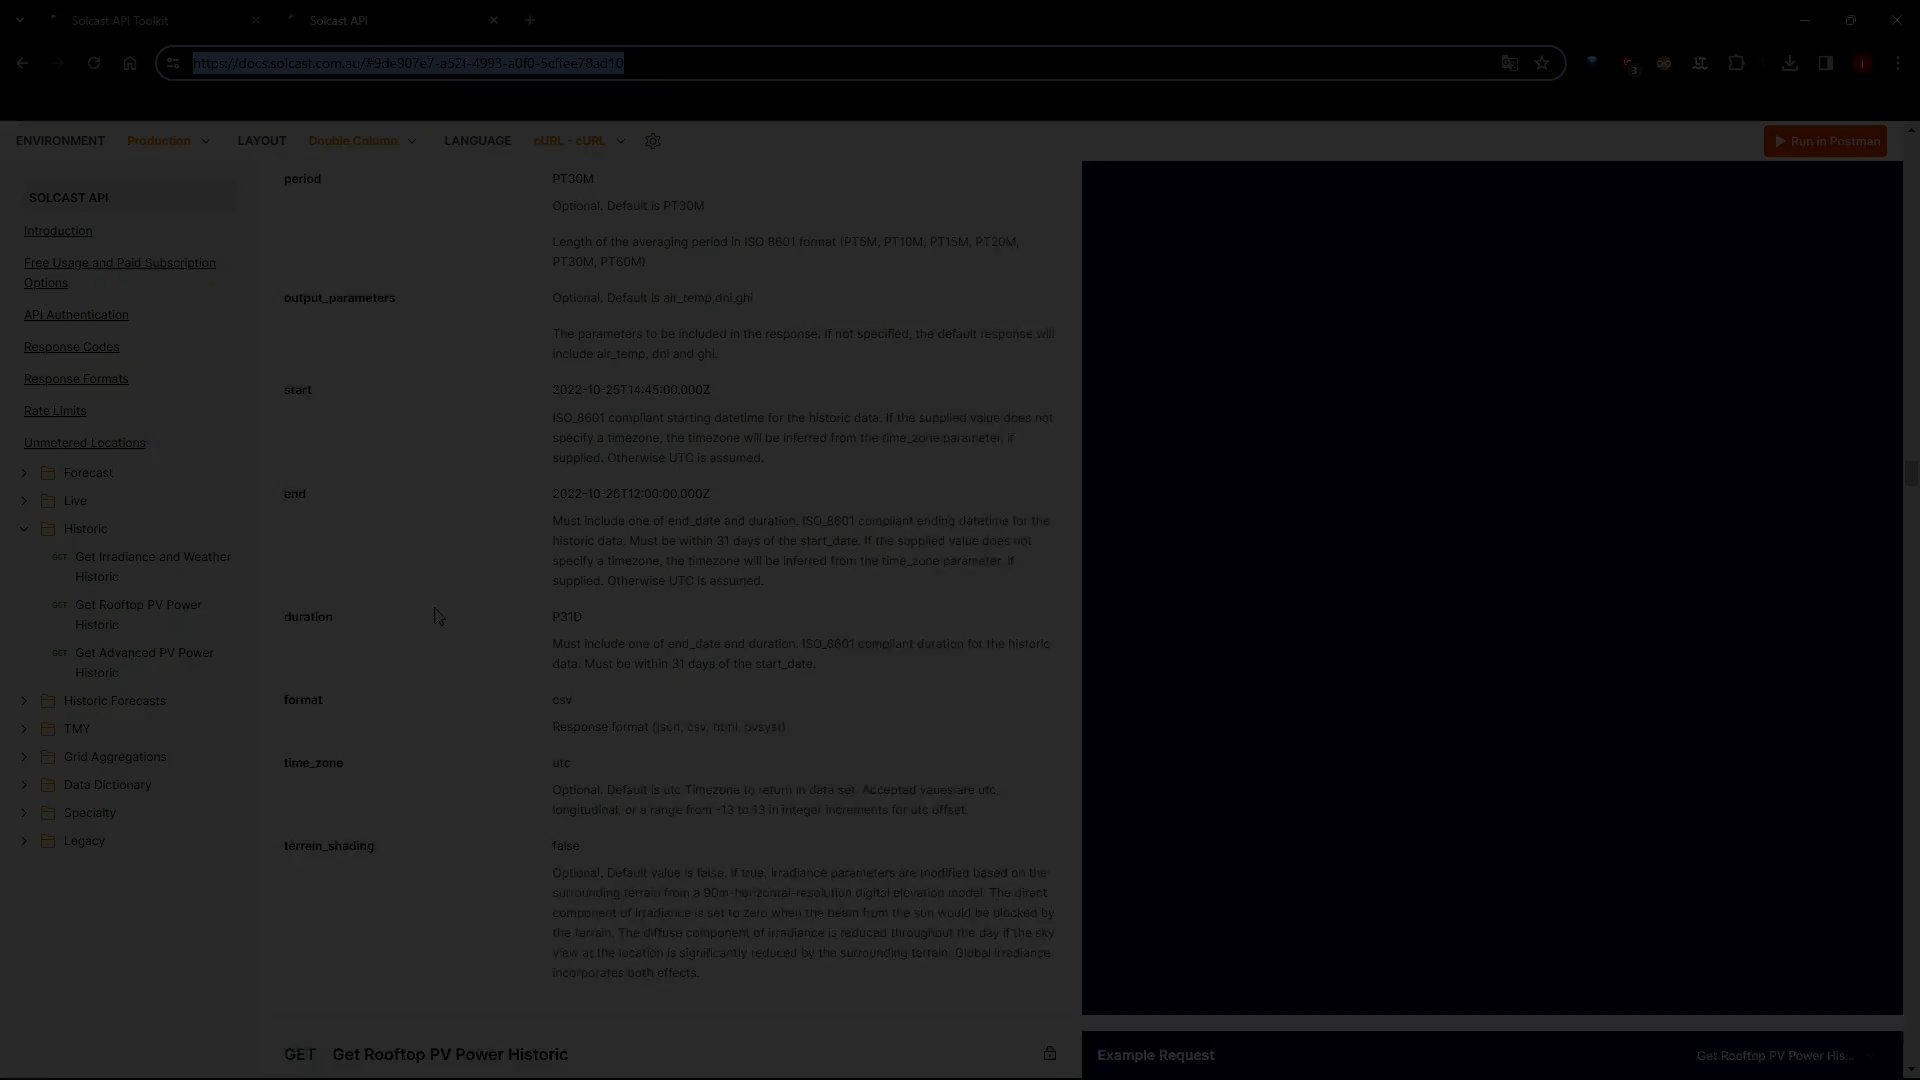 Solcast API Toolkit
Solcast API
https://docs.solcast.com.au/#9de907e7-a52f-4993-a0f0-5cffee78ad10
3
ENVIRONMENT Production LAYOUT Double Column LANGUAGE cURL - cURL
Run in Postman
SOLCAST API
Introduction
Free Usage and Paid Subscription
Options
API Authentication
Response Codes
Response Formats
Rate Limits
Unmetered Locations
Forecast
Live
Historic
GET Get Irradiance and Weather
Historic
GET Get Rooftop PV Power
Historic
GET Get Advanced PV Power
Historic
Historic Forecasts
TMY
Grid Aggregations
Data Dictionary
Specialty
Legacy
period PT30M
Optional. Default is PT30M
Length of the averaging period in ISO 8601 format (PT5M, PT10M, PT15M, PT20M,
PT30M, PT60M)
output_parameters Optional. Default is air_temp,dni,ghi
The parameters to be included in the response. If not specified, the default response will
include air_temp, dni and ghi.
start 2022-10-25T14:45:00.000Z
ISO_8601 compliant starting datetime for the historic data. If the supplied value does not
specify a timezone, the timezone will be inferred from the time_zone parameter, if
supplied. Otherwise UTC is assumed.
end 2022-10-26T12:00:00.000Z
Must include one of end_date and duration. ISO_8601 compliant ending datetime for the
historic data. Must be within 31 days of the start_date. If the supplied value does not
specify a timezone, the timezone will be inferred from the time_zone parameter, if
supplied. Otherwise UTC is assumed.
duration P31D
Must include one of end_date and duration. ISO_8601 compliant duration for the historic
data. Must be within 31 days of the start_date.
format csv
Response format (json, csv, html, pvsyst)
time_zone utc
Optional. Default is utc Timezone to return in data set. Accepted values are utc,
longitudinal, or a range from -13 to 13 in integer increments for utc offset.
terrain_shading false
Optional. Default value is false. If true, irradiance parameters are modified based on the
surrounding terrain from a 90m-horizontal-resolution digital elevation model. The direct
component of irradiance is set to zero when the beam from the sun would be blocked by
the terrain. The diffuse component of irradiance is reduced throughout the day if the sky
view at the location is significantly reduced by the surrounding terrain. Global irradiance
incorporates both effects.
GET Get Rooftop PV Power Historic
Example Request Get Rooftop PV Power His...